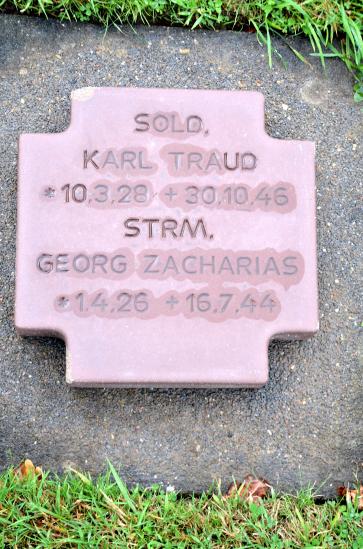 SOLD.
KARL TRAUD
*10.3.28 + 30.10.46
STRM.
GEORG ZACHARIAS
*1.4.26 + 16.7.44